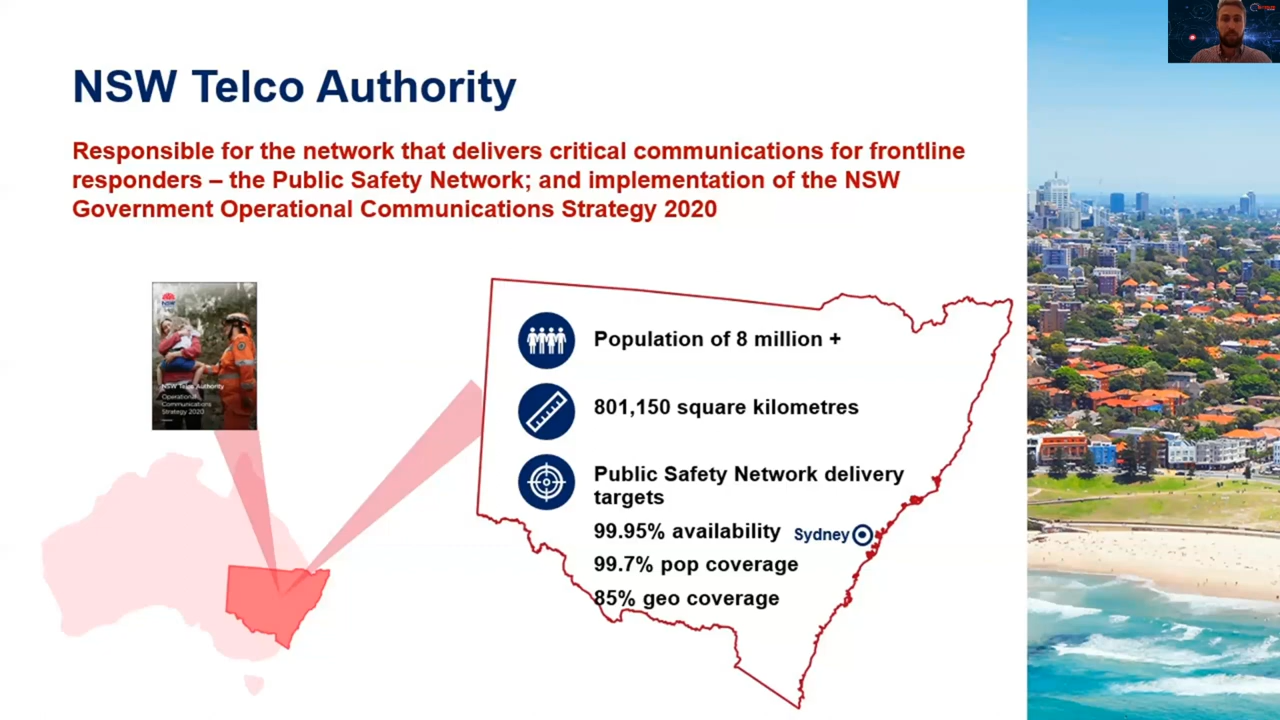 NSW Telco Authority
Responsible for the network that delivers critical communications for frontline
responders – the Public Safety Network; and implementation of the NSW
Government Operational Communications Strategy 2020
NSW
NSW Telco Authority
Operational
Communications
Strategy 2020
Population of 8 million +
801,150 square kilometres
Public Safety Network delivery
targets
99.95% availability
Sydney
99.7% pop coverage
85% geo coverage